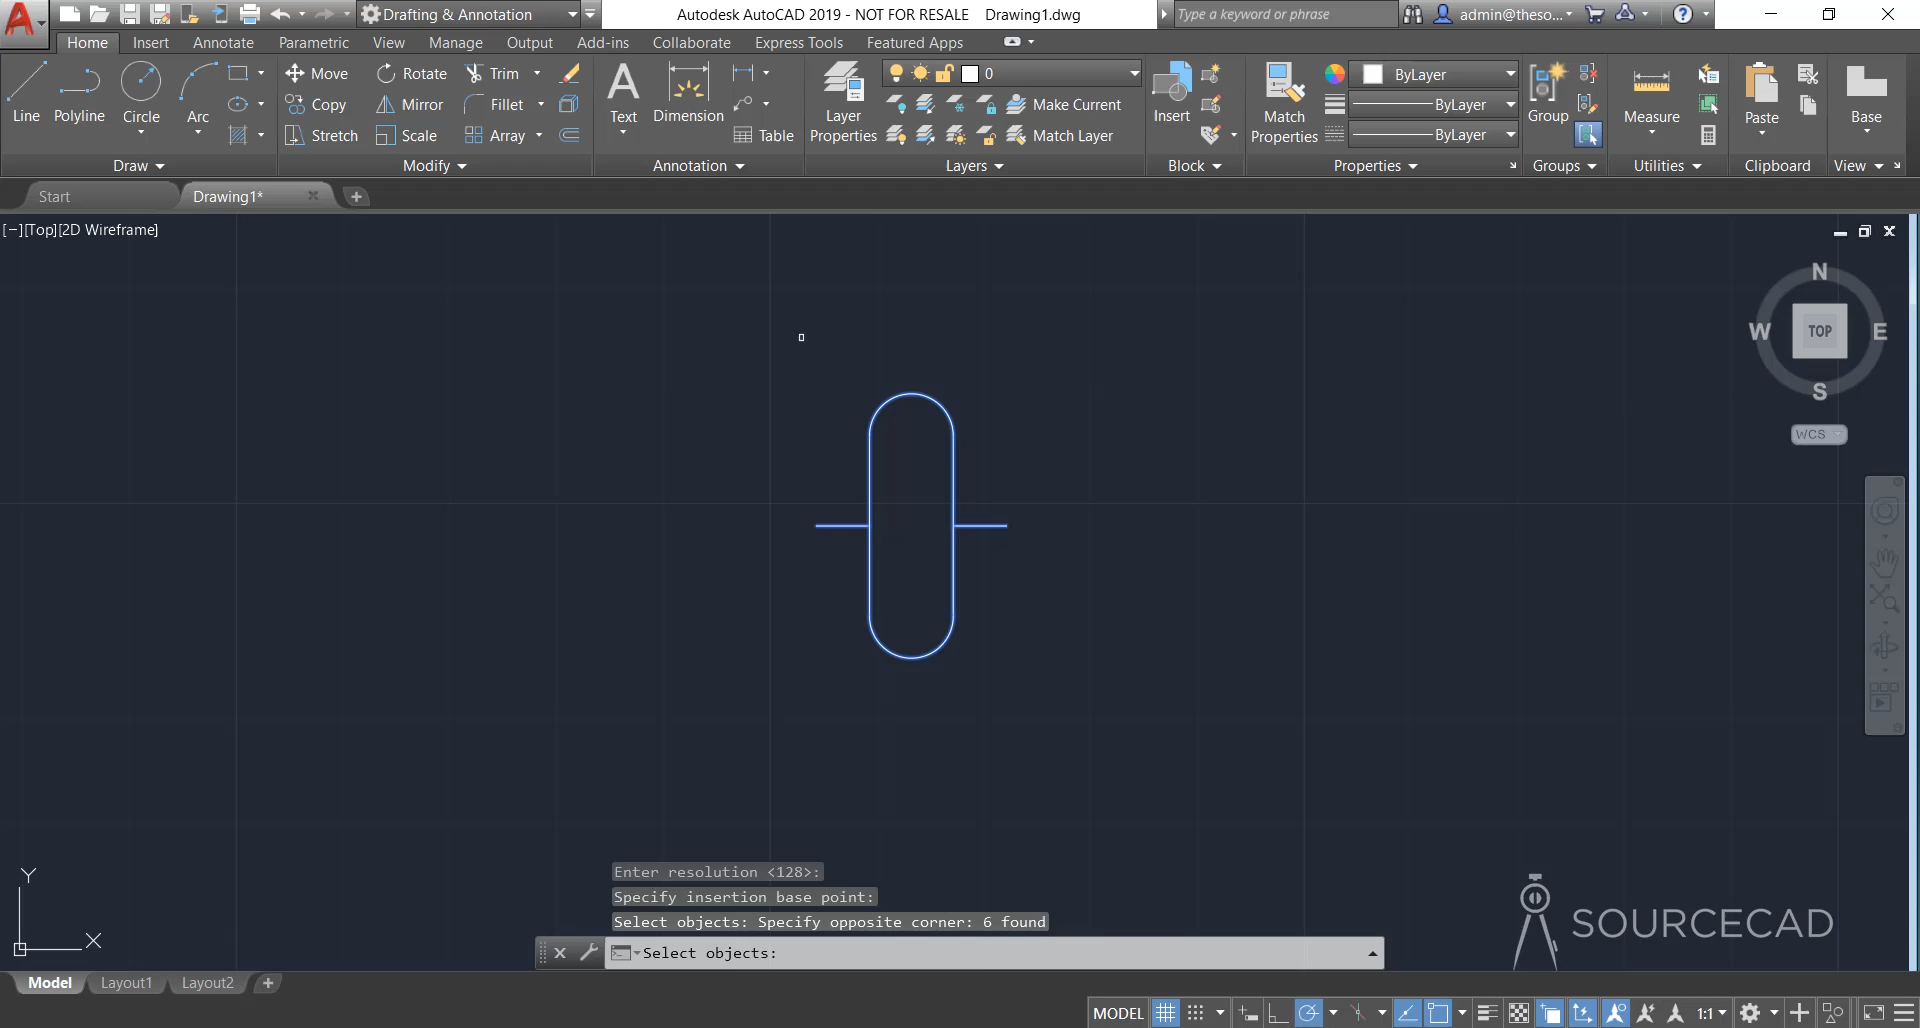 Drafting & Annotation
Autodesk AutoCAD 2019 - NOT FOR RESALE Drawing1.dwg
Type a keyword or phrase
admin@theso...
Home Insert Annotate Parametric View Manage Output Add-ins Collaborate Express Tools Featured Apps
Line Polyline Circle Arc
Move Rotate Trim
Copy Mirror Fillet
Stretch Scale Array
Text Dimension Table
Layer Properties
0
Make Current
Match Layer
Insert
Match Properties
ByLayer
ByLayer
ByLayer
Group
Measure
Paste
Base
Draw Modify Annotation Layers Block Properties Groups Utilities Clipboard View
Start Drawing1*
[−][Top][2D Wireframe]
N
W TOP E
S
WCS
Enter resolution <128>:
Specify insertion base point:
Select objects: Specify opposite corner: 6 found
Select objects:
Y
X
SOURCECAD
Model Layout1 Layout2
MODEL 1:1